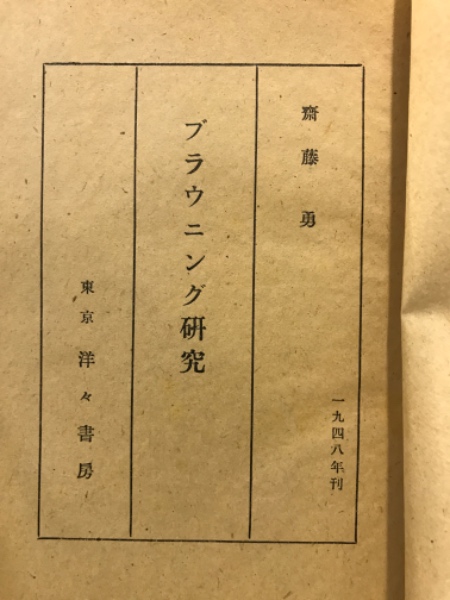 齋藤勇
一九四八年刊
ブラウニング研究
東京 洋々書房